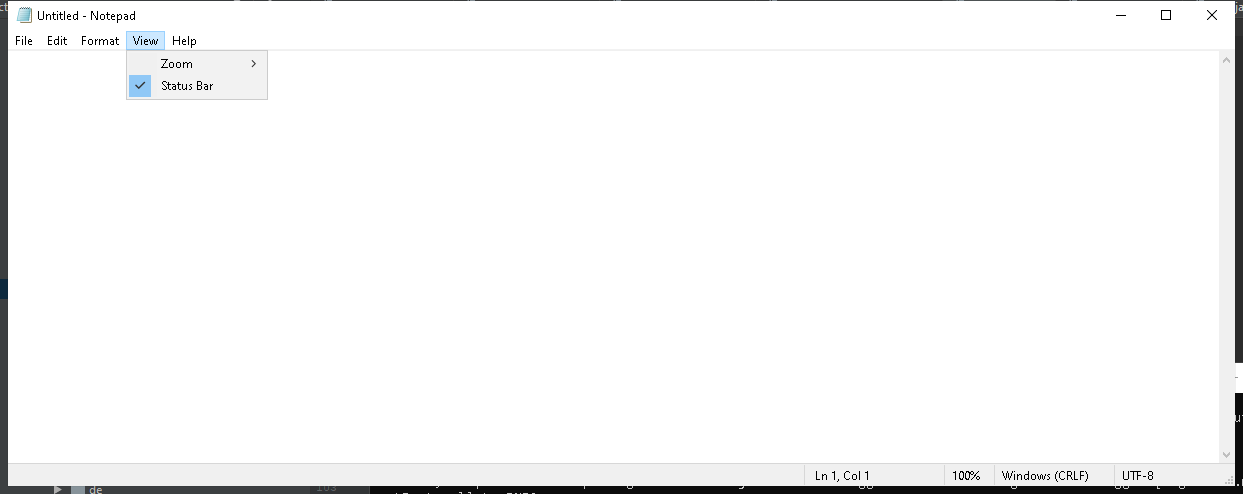 Untitled - Notepad
File Edit Format View Help
Zoom
Status Bar
Ln 1, Col 1 100% Windows (CRLF) UTF-8
de